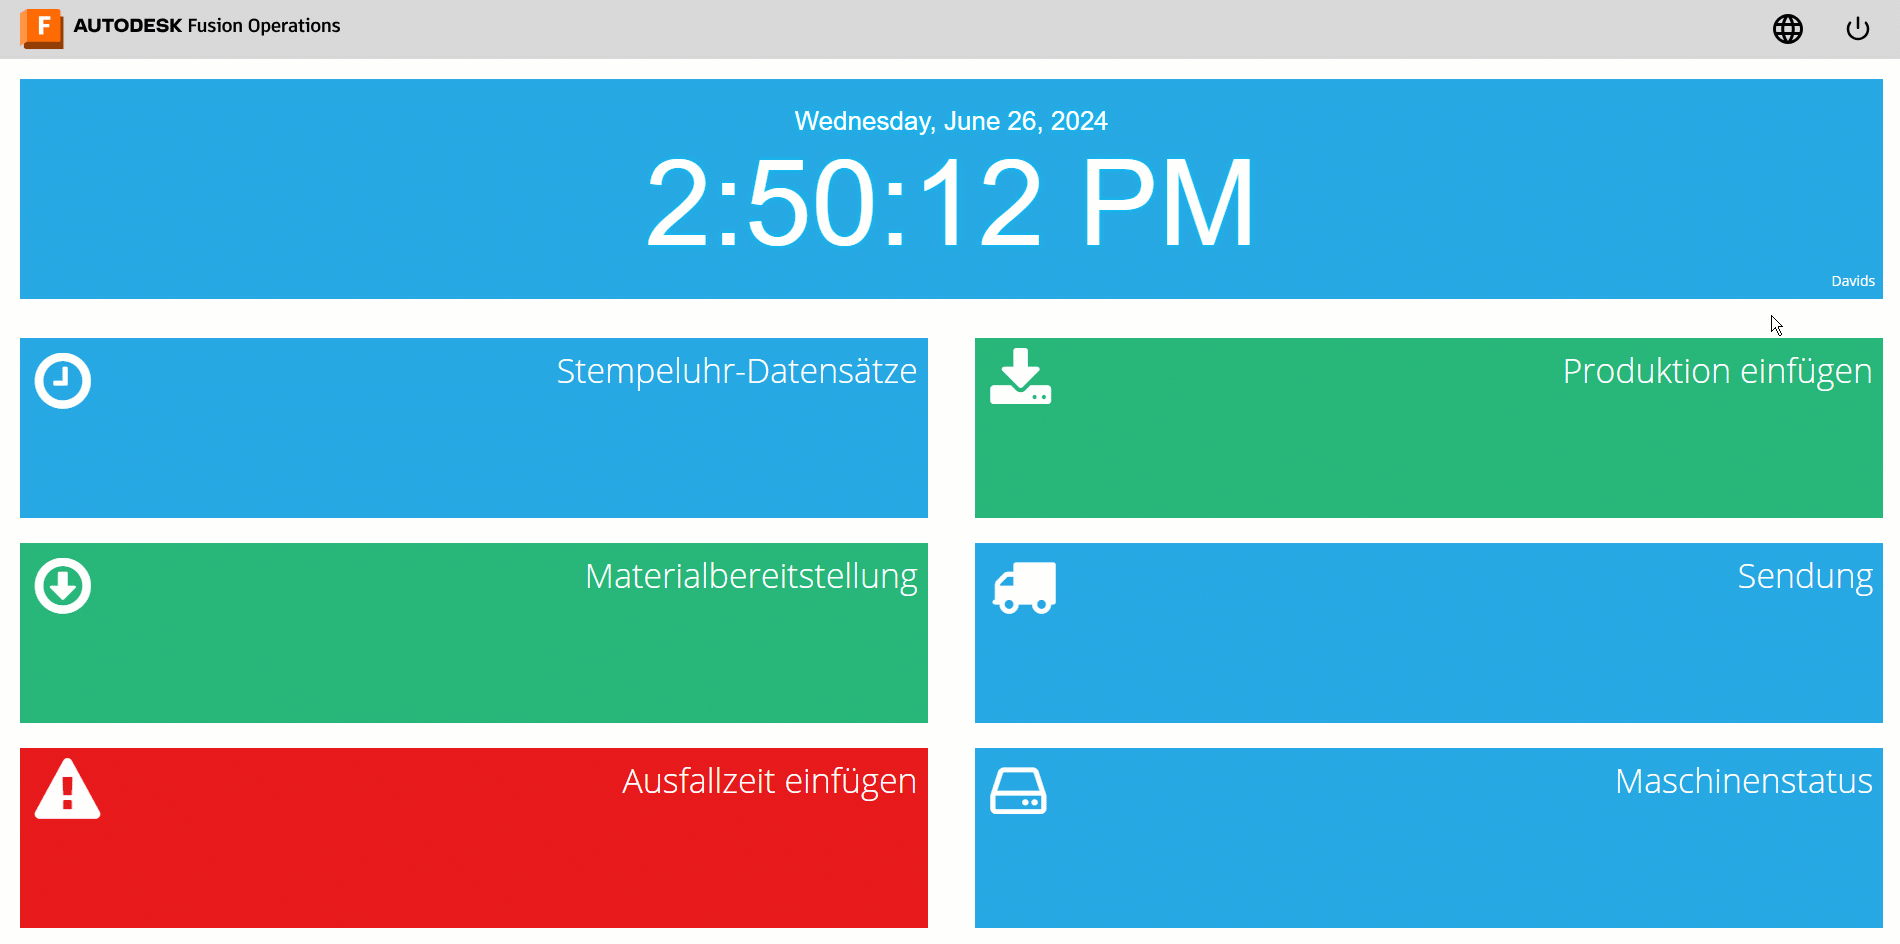 F AUTODESK Fusion Operations
Wednesday, June 26, 2024
2:50:12 PM
Davids
Stempeluhr-Datensätze
Produktion einfügen
Materialbereitstellung
Sendung
Ausfallzeit einfügen
Maschinenstatus